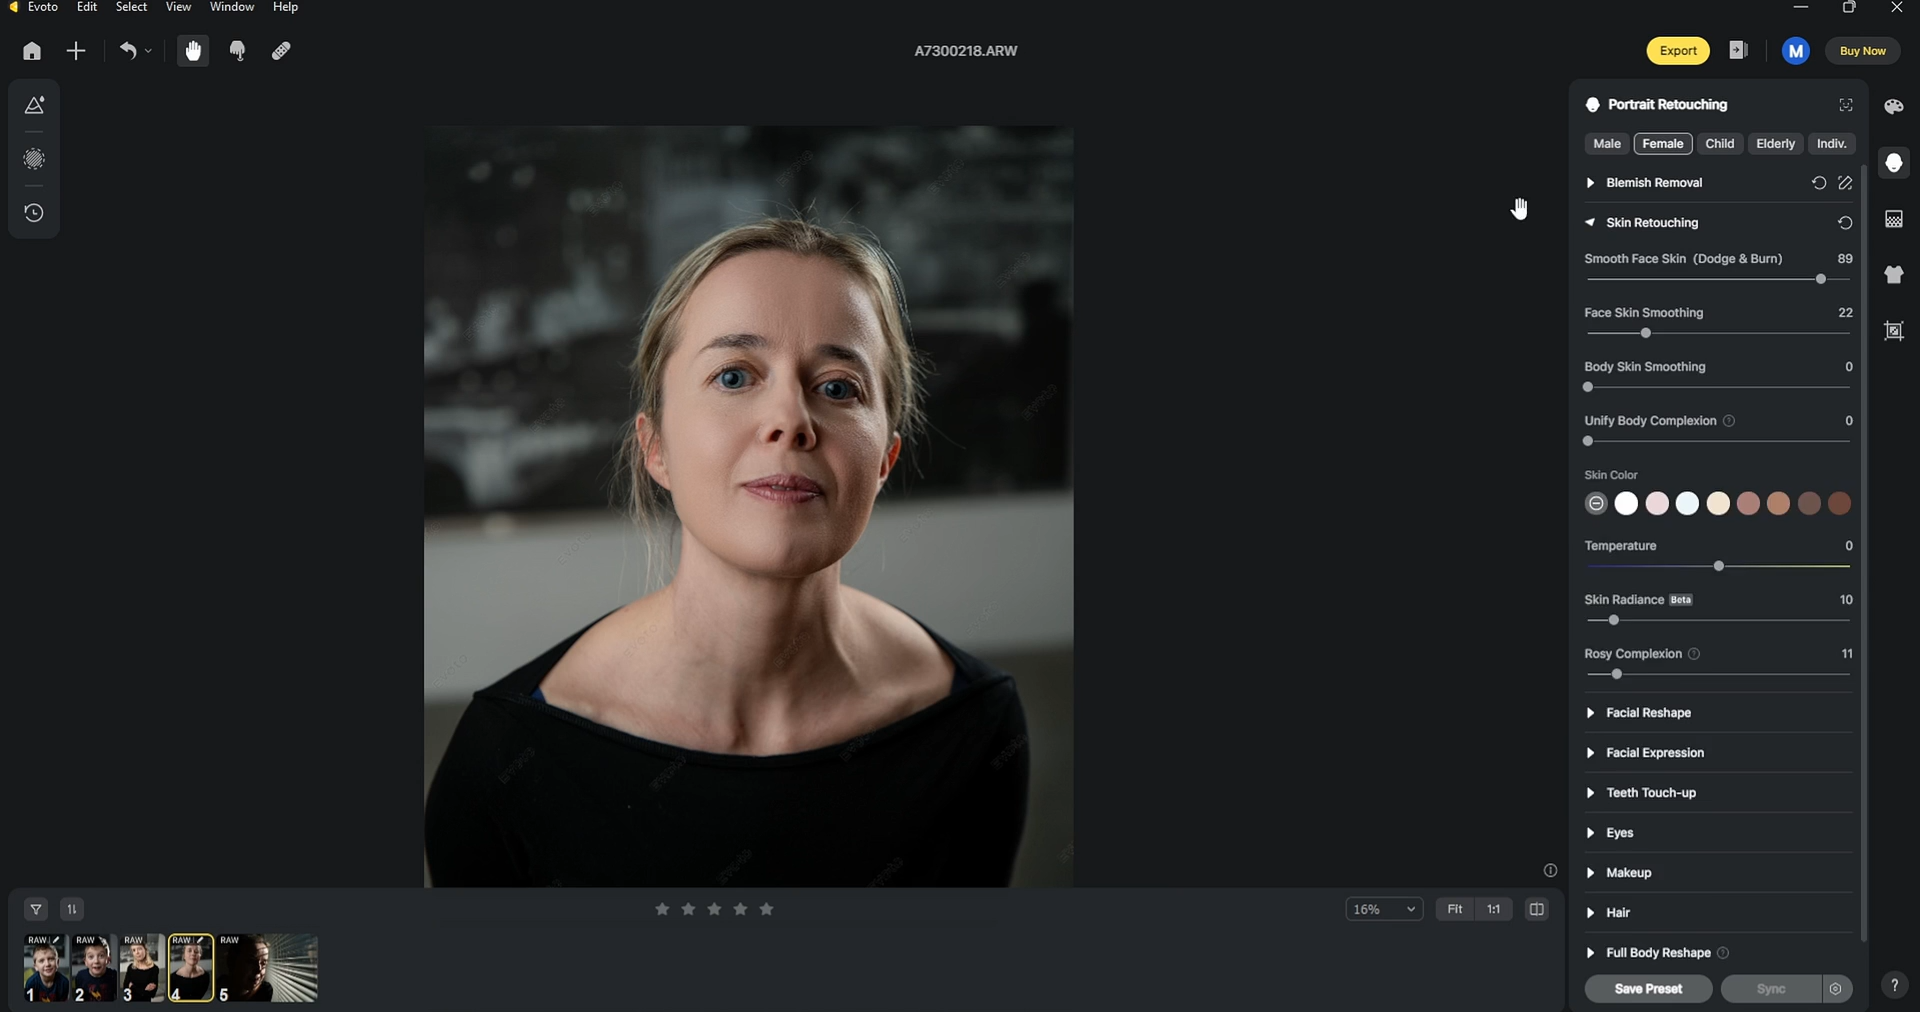 Evoto Edit Select View Window Help
A7300218.ARW
Export
M
Buy Now
Portrait Retouching
Male Female Child Elderly Indiv.
Blemish Removal
Skin Retouching
Smooth Face Skin (Dodge & Burn) 89
Face Skin Smoothing 22
Body Skin Smoothing 0
Unify Body Complexion ? 0
Skin Color
Temperature 0
Skin Radiance Beta 10
Rosy Complexion ? 11
Facial Reshape
Facial Expression
Teeth Touch-up
Eyes
Makeup
Hair
Full Body Reshape ?
Save Preset Sync
?
16% Fit 1:1
RAW RAW RAW RAW RAW
1 2 3 4 5
evoto